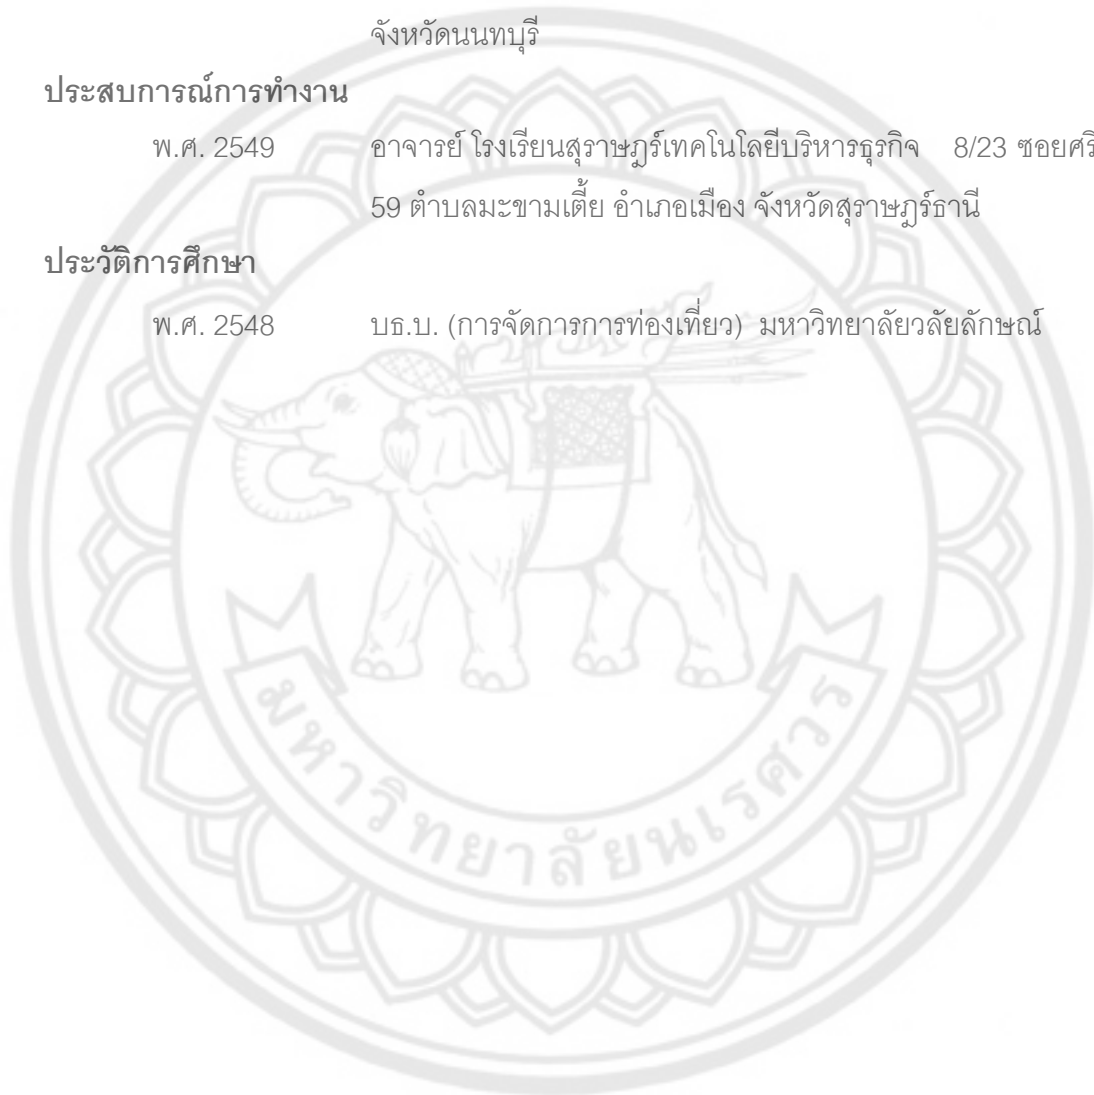 จังหวัดนนทบุรี
ประสบการณ์การทำงาน
พ.ศ. 2549 อาจารย์ โรงเรียนสุราษฎร์เทคโนโลยีบริหารธุรกิจ 8/23 ซอยศรี
59 ตำบลมะขามเตี้ย อำเภอเมือง จังหวัดสุราษฎร์ธานี
ประวัติการศึกษา
พ.ศ. 2548 บธ.บ. (การจัดการการท่องเที่ยว) มหาวิทยาลัยวลัยลักษณ์
มหาวิทยาลัยนเรศวร